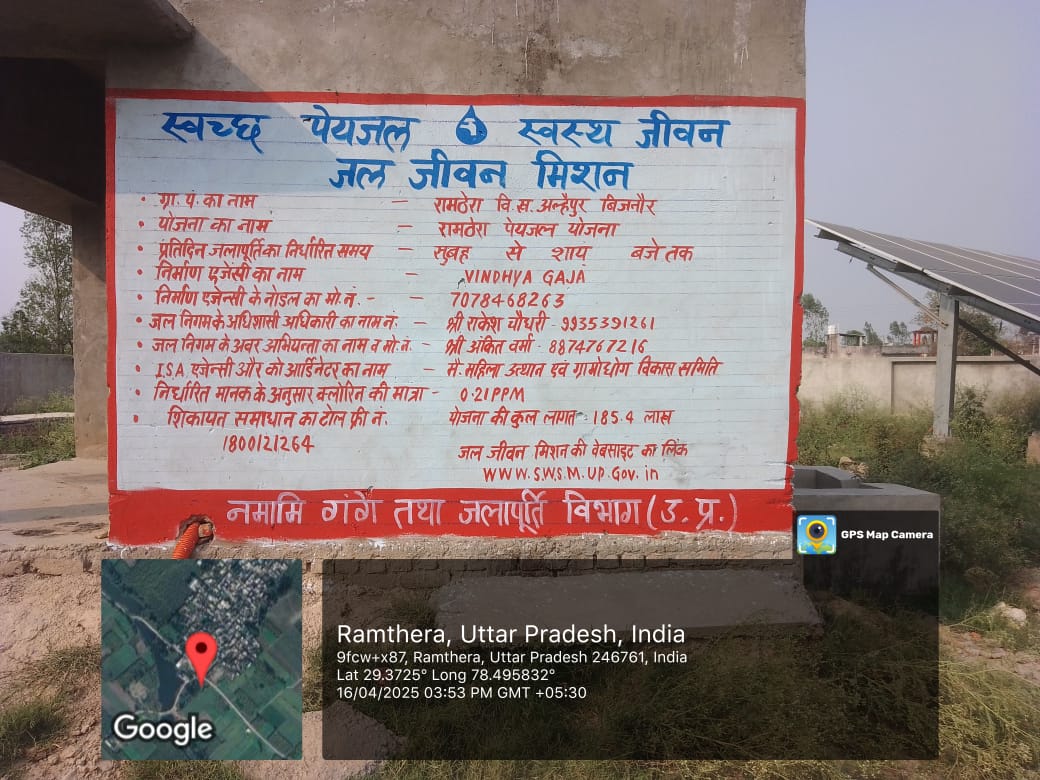 स्वच्छ पेयजल स्वस्थ जीवन
जल जीवन मिशन
• ग्रा. पं. का नाम — रामठेरा वि.स. अल्हैपुर बिजनौर
• योजना का नाम — रामठेरा पेयजल योजना
• प्रतिदिन जलापूर्ति का निर्धारित समय — सुबह से शाय बजे तक
• निर्माण एजेंसी का नाम — VINDHYA GAJA
• निर्माण एजेन्सी के नोडल का मो.नं. - — 7078468263
• जल निगम के अधिशासी अधिकारी का नाम नं: — श्री राकेश चौधरी - 9935391261
• जल निगम के अवर अभियन्ता का नाम व मो.नं. — श्री अंकित वर्मा - 8874767216
• I.S.A. एजेन्सी और को आर्डिनेटर का नाम — मै. महिला उत्थान एवं ग्रामोधोग विकास समिति
• निर्धारित मानक के अनुसार क्लोरिन की मात्रा - 0.21PPM
• शिकायत समाधान का टोल फ्री नं. योजना की कुल लागत - 185.4 लाख
1800121264
जल जीवन मिशन की वेबसाइट का लिंक
WWW.S.W.S.M.UP.Gov.in
नमामि गंगे तथा जलापूर्ति विभाग (उ.प्र.)
GPS Map Camera
Ramthera, Uttar Pradesh, India
9fcw+x87, Ramthera, Uttar Pradesh 246761, India
Lat 29.3725° Long 78.495832°
16/04/2025 03:53 PM GMT +05:30
Google